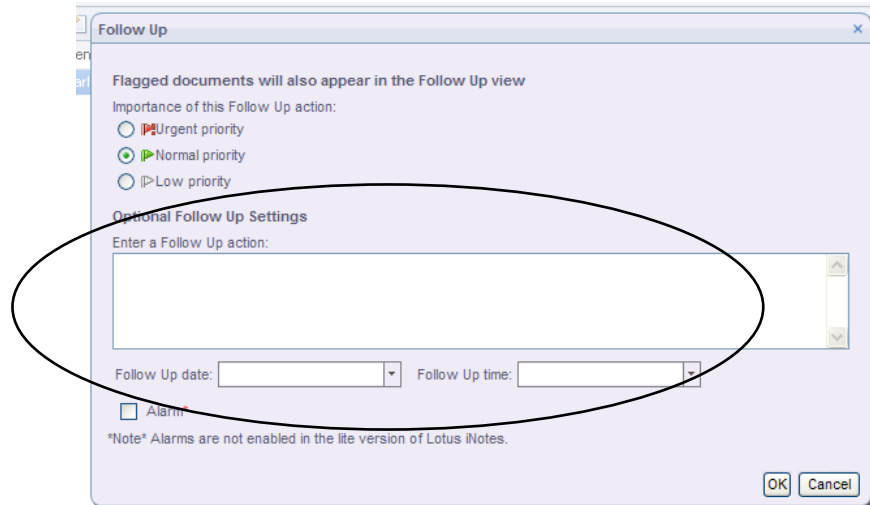 Follow Up
Flagged documents will also appear in the Follow Up view
Importance of this Follow Up action:
Urgent priority
Normal priority
Low priority
Optional Follow Up Settings
Enter a Follow Up action:
Follow Up date: Follow Up time:
Alarm*
*Note* Alarms are not enabled in the lite version of Lotus iNotes.
OK Cancel